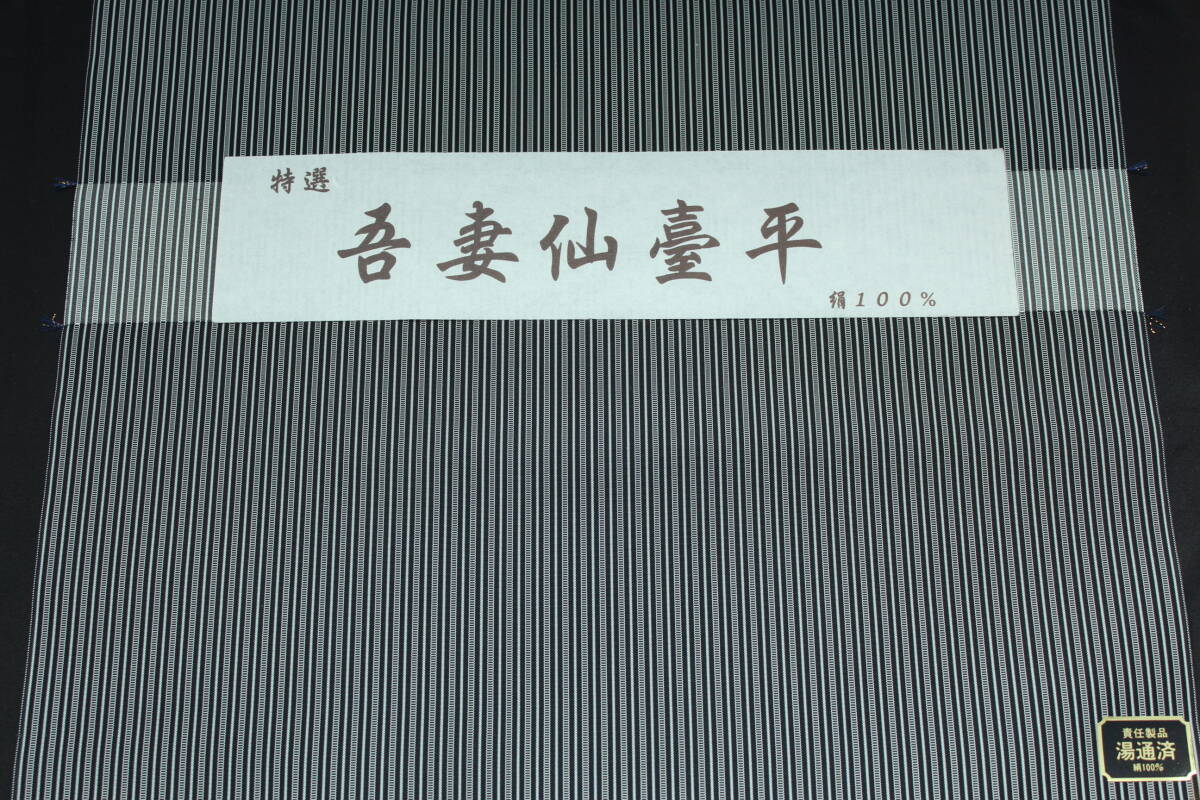 特選
吾妻仙臺平
絹100%
責任製品
湯通済
絹100%